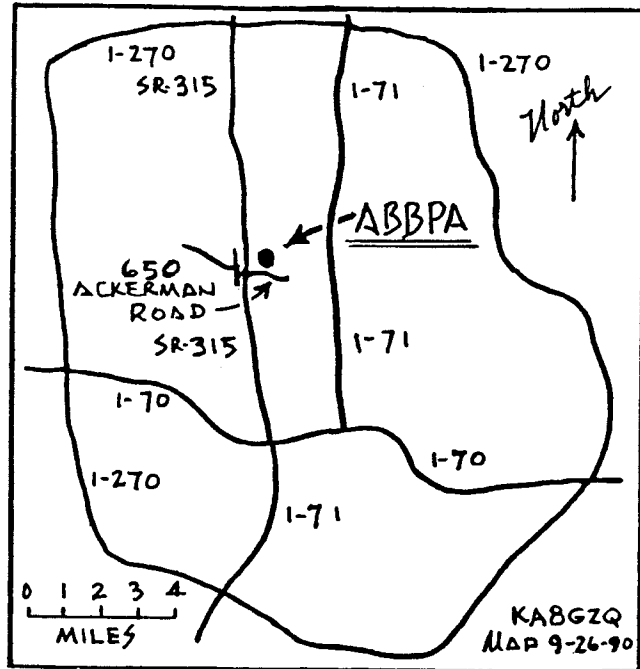 I-270
SR-315
I-71
I-270
North
ABBPA
650
ACKERMAN
ROAD
SR-315
I-71
I-70
I-270
I-70
I-71
0 1 2 3 4
MILES
KA8GZQ
MAP 9-26-90